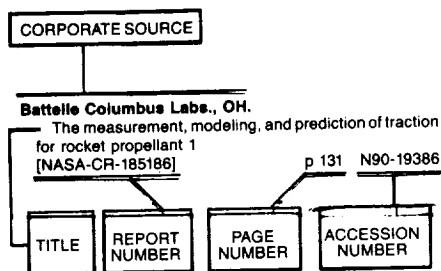 CORPORATE SOURCE
Battelle Columbus Labs., OH.
The measurement, modeling, and prediction of traction
for rocket propellant 1
[NASA-CR-185186] p 131 N90-19386
TITLE REPORT NUMBER PAGE NUMBER ACCESSION NUMBER